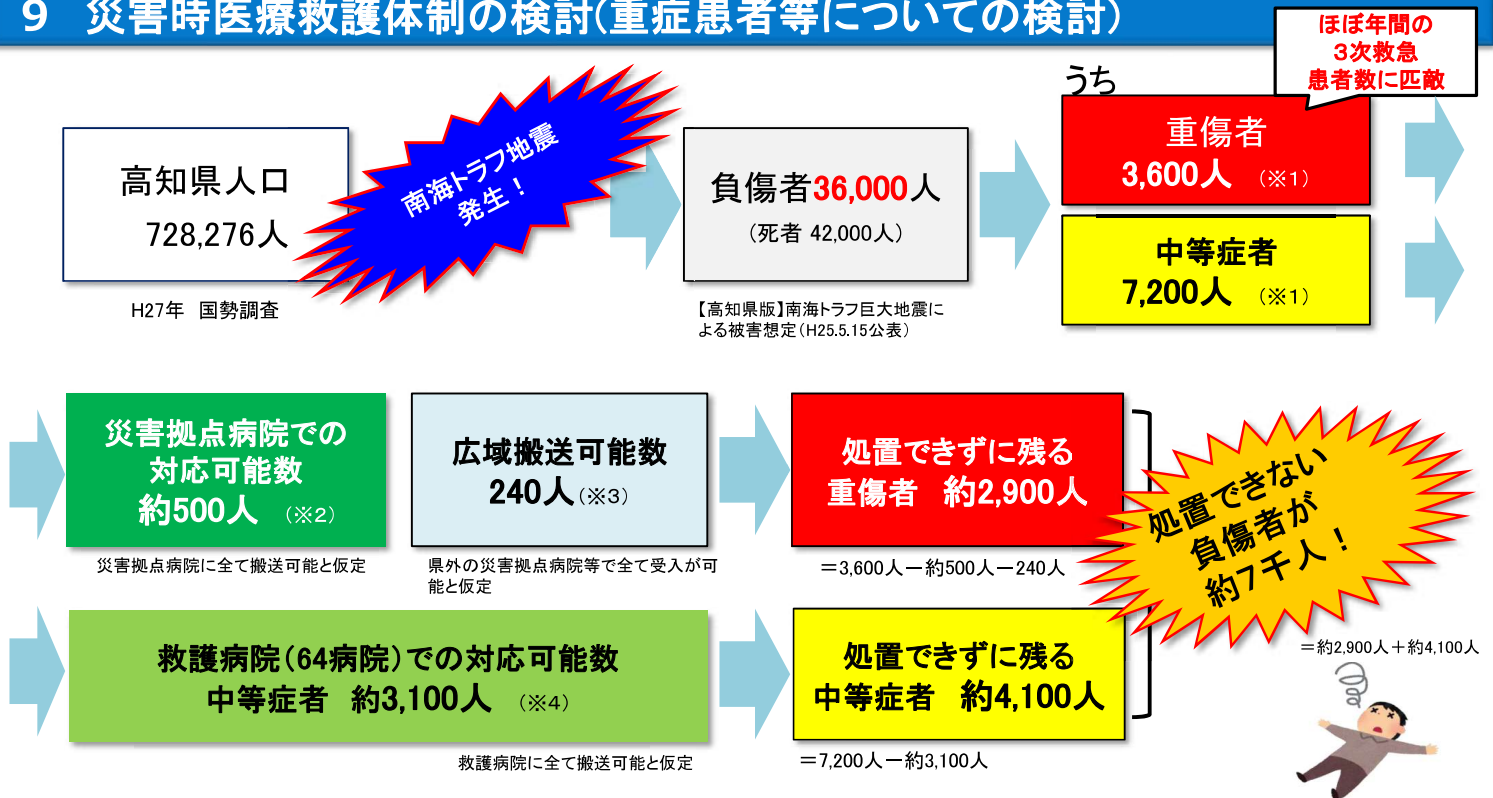 9 災害時医療救護体制の検討(重症患者等についての検討)
ほぼ年間の
3次救急
患者数に匹敵
高知県人口
728,276人
H27年 国勢調査
南海トラフ地震
発生!
負傷者36,000人
(死者 42,000人)
【高知県版】南海トラフ巨大地震に
よる被害想定(H25.5.15公表)
うち
重傷者
3,600人 (※1)
中等症者
7,200人 (※1)
災害拠点病院での
対応可能数
約500人 (※2)
災害拠点病院に全て搬送可能と仮定
広域搬送可能数
240人(※3)
県外の災害拠点病院等で全て受入が可
能と仮定
処置できずに残る
重傷者 約2,900人
=3,600人-約500人-240人
救護病院(64病院)での対応可能数
中等症者 約3,100人 (※4)
救護病院に全て搬送可能と仮定
処置できずに残る
中等症者 約4,100人
=7,200人-約3,100人
処置できない
負傷者が
約7千人!
=約2,900人+約4,100人